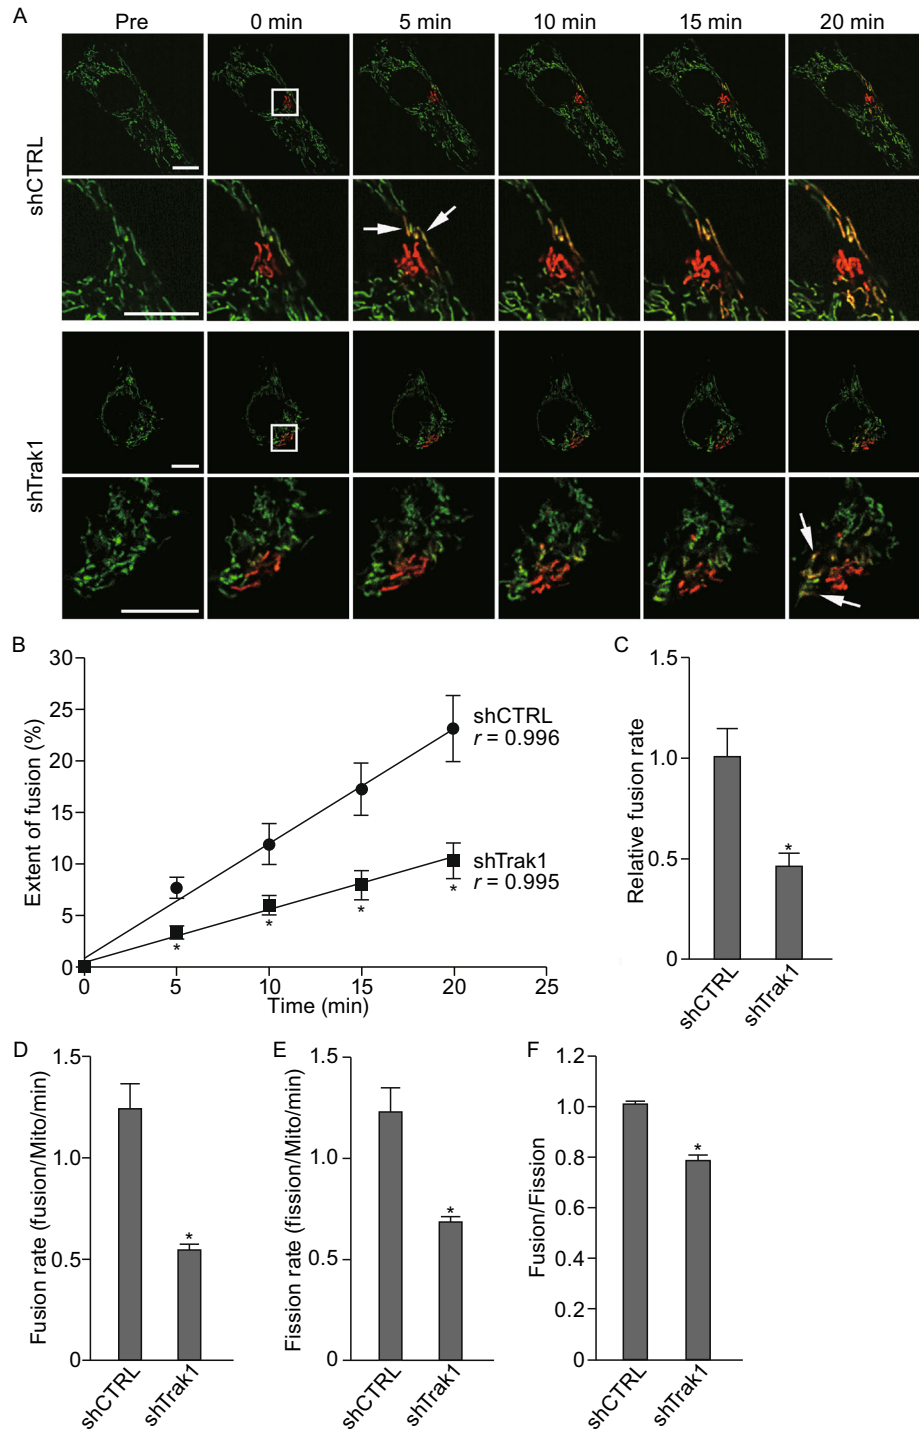 A
Pre 0 min 5 min 10 min 15 min 20 min
shCTRL
shTrak1
B
Extent of fusion (%)
30
25
20
15
10
5
0
0 5 10 15 20 25
Time (min)
shCTRL
r = 0.996
shTrak1
r = 0.995
*
*
*
*
C
Relative fusion rate
1.5
1.0
0.5
0
*
shCTRL
shTrak1
D
Fusion rate (fusion/Mito/min)
1.5
1.0
0.5
0
*
shCTRL
shTrak1
E
Fission rate (fission/Mito/min)
1.5
1.0
0.5
0
*
shCTRL
shTrak1
F
Fusion/Fission
1.2
1.0
0.8
0.6
0.4
0.2
0
*
shCTRL
shTrak1